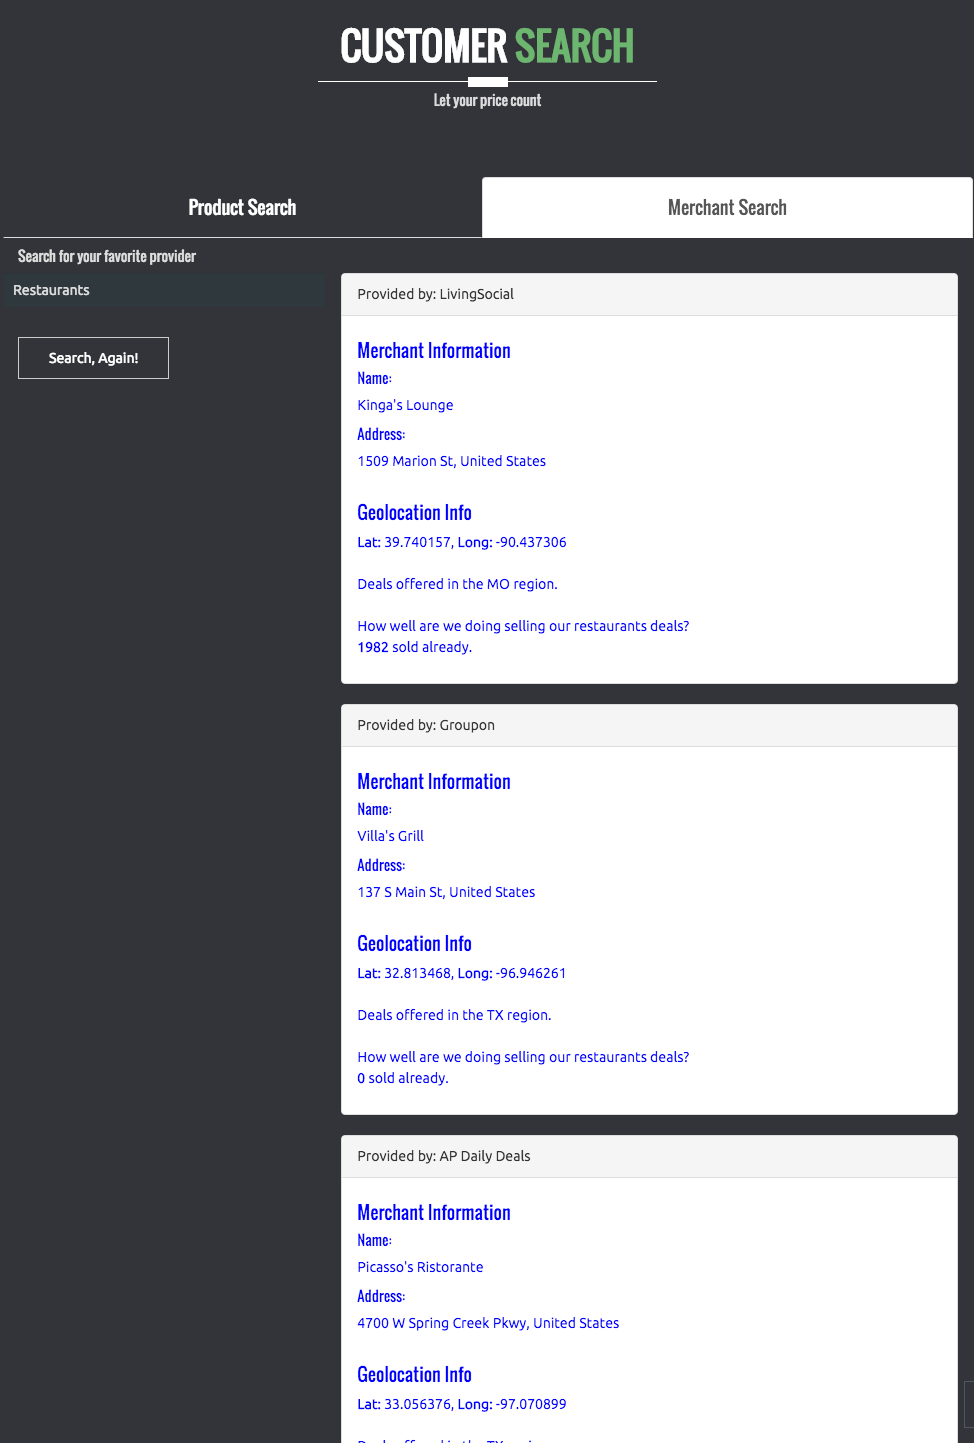 CUSTOMER SEARCH
Let your price count
Product Search
Merchant Search
Search for your favorite provider
Restaurants
Search, Again!
Provided by: LivingSocial
Merchant Information
Name:
Kinga's Lounge
Address:
1509 Marion St, United States
Geolocation Info
Lat: 39.740157, Long: -90.437306
Deals offered in the MO region.
How well are we doing selling our restaurants deals?
1982 sold already.
Provided by: Groupon
Merchant Information
Name:
Villa's Grill
Address:
137 S Main St, United States
Geolocation Info
Lat: 32.813468, Long: -96.946261
Deals offered in the TX region.
How well are we doing selling our restaurants deals?
0 sold already.
Provided by: AP Daily Deals
Merchant Information
Name:
Picasso's Ristorante
Address:
4700 W Spring Creek Pkwy, United States
Geolocation Info
Lat: 33.056376, Long: -97.070899